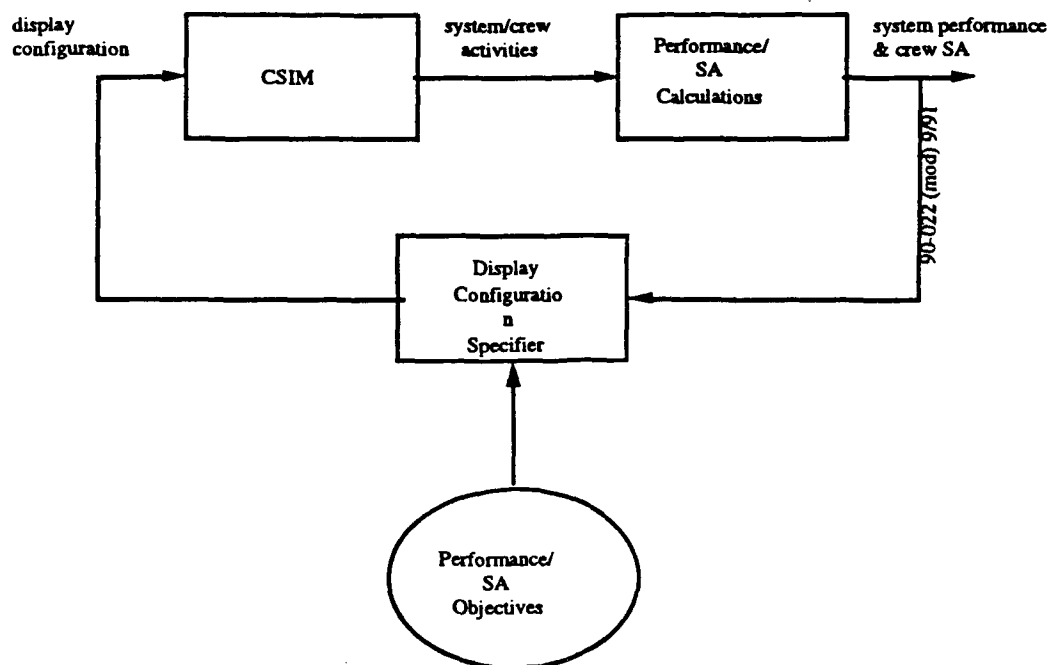 display
configuration
CSIM
system/crew
activities
Performance/
SA
Calculations
system performance
& crew SA
90-022 (mod) 9/91
Display
Configuratio
n
Specifier
Performance/
SA
Objectives